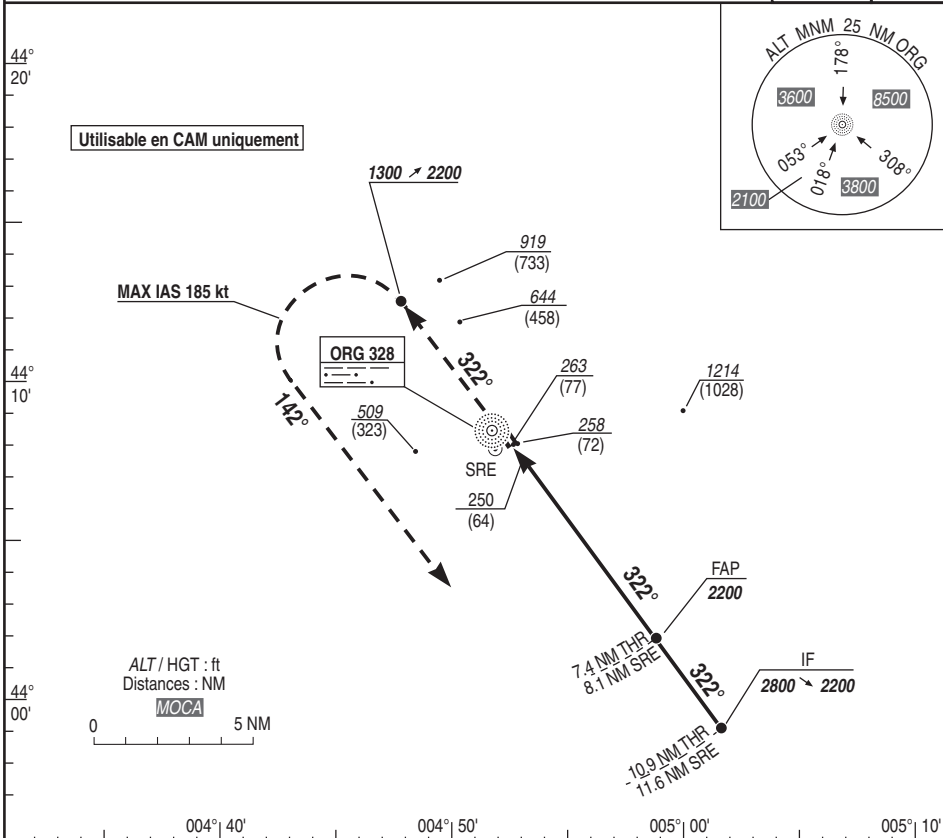 ALT MNM 25 NM ORG
178°
3600
8500
053°
018°
308°
2100
3800
44°
20'
Utilisable en CAM uniquement
1300 ➚ 2200
919
(733)
MAX IAS 185 kt
644
(458)
ORG 328
322°
263
(77)
1214
(1028)
44°
10'
142°
509
(323)
258
(72)
SRE
250
(64)
322°
FAP
2200
7.4 NM THR
8.1 NM SRE
322°
IF
2800 ➘ 2200
ALT / HGT : ft
Distances : NM
MOCA
44°
00'
0 5 NM
10.9 NM THR
11.6 NM SRE
004° 40' 004° 50' 005° 00' 005° 10'